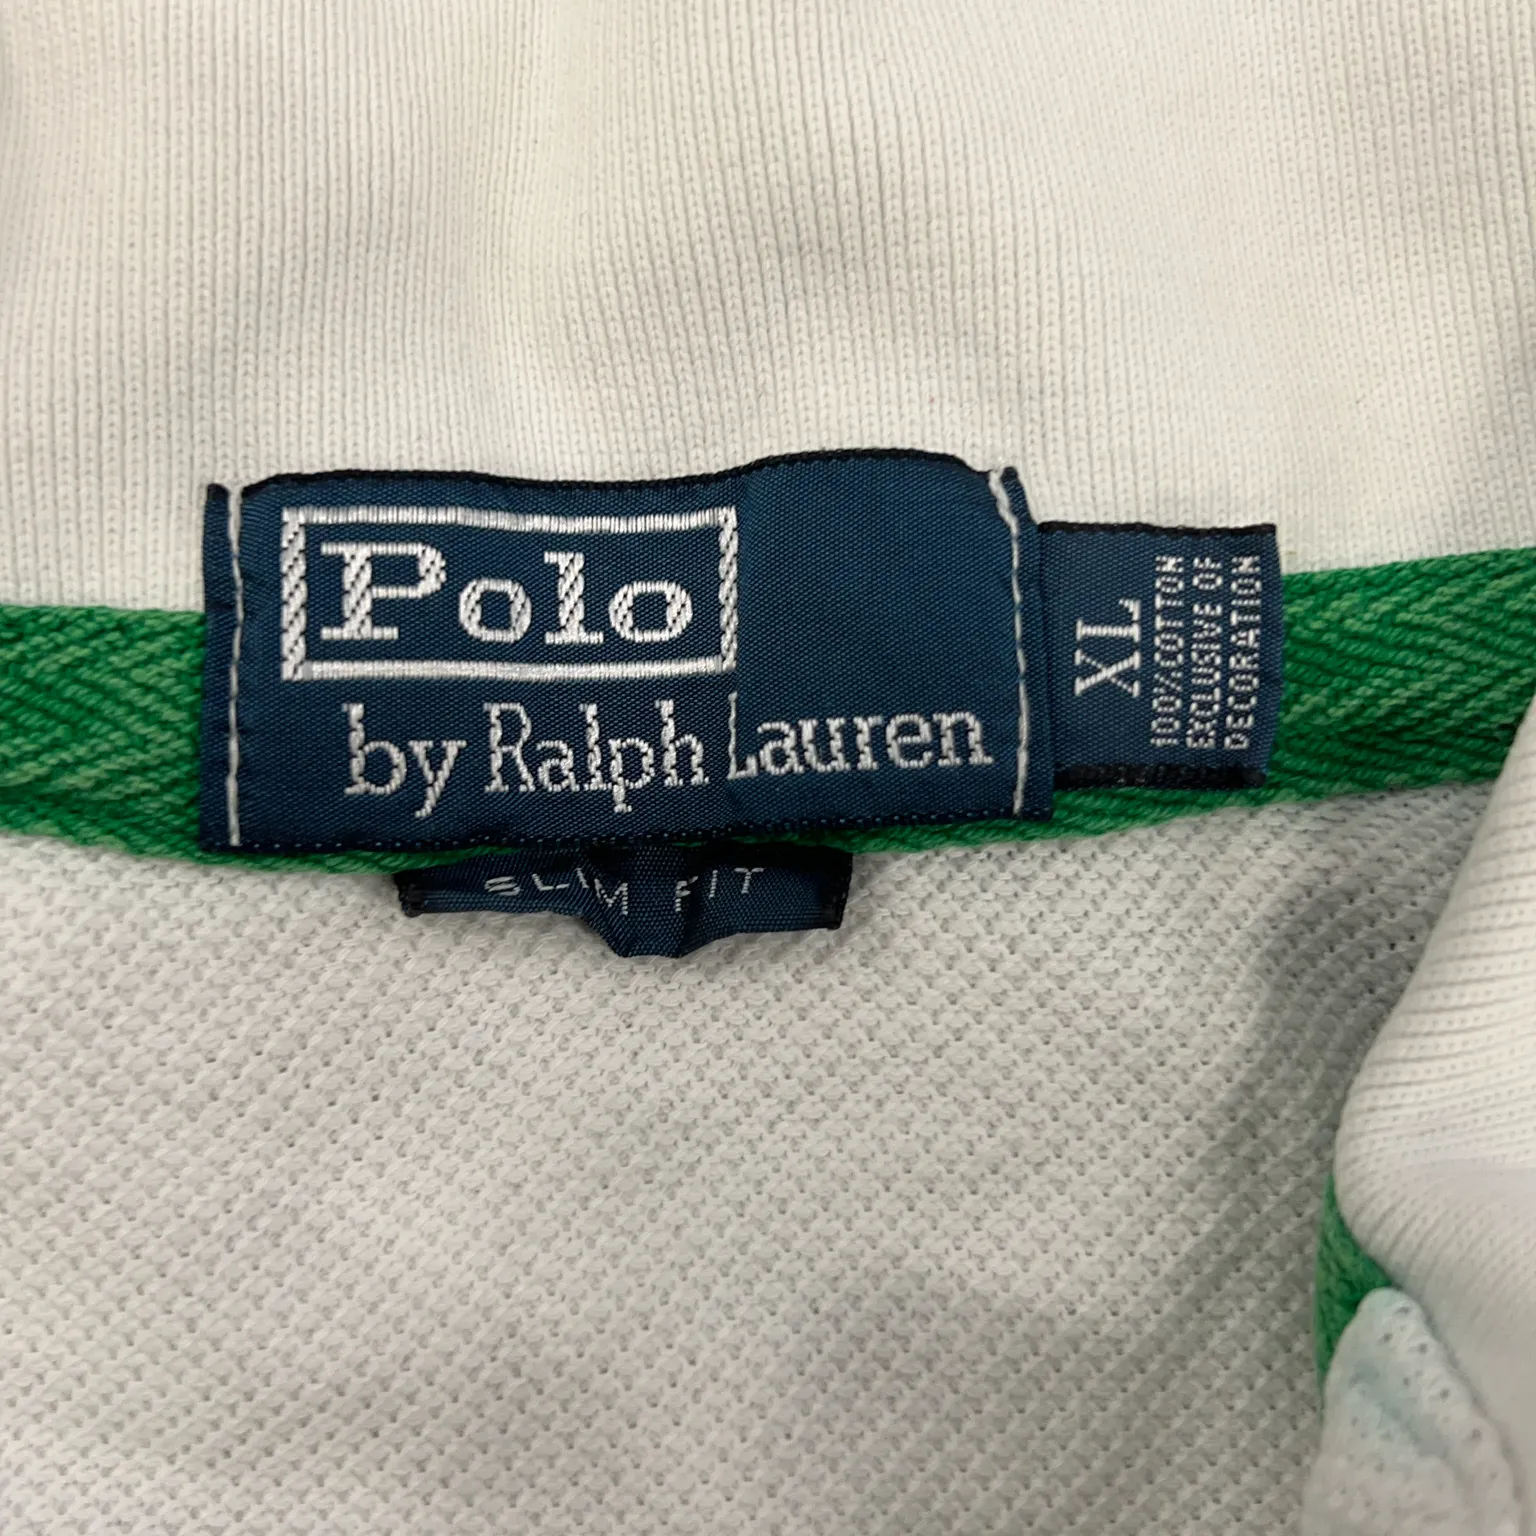 Polo
by Ralph Lauren
XL
100% COTTON
EXCLUSIVE OF
DECORATION
SLIM FIT